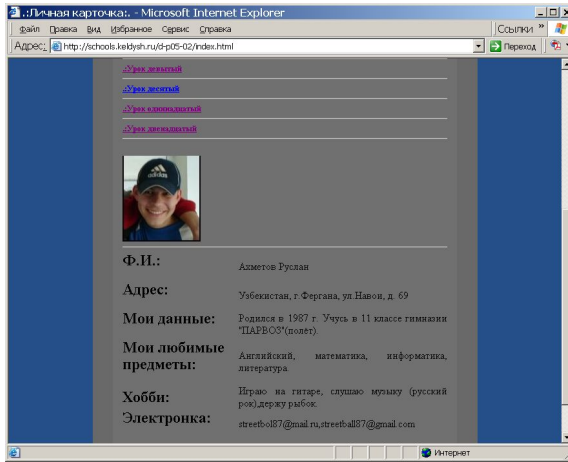 .:Личная карточка:. - Microsoft Internet Explorer
Файл Правка Вид Избранное Сервис Справка
Ссылки »
Адрес: http://schools.keldysh.ru/d-p05-02/index.html Переход
.:Урок девятый
.:Урок десятый
.:Урок одиннадцатый
.:Урок двенадцатый
adidas
Ф.И.: Ахметов Руслан
Адрес: Узбекистан, г.Фергана, ул.Навои, д. 69
Мои данные: Родился в 1987 г. Учусь в 11 классе гимназии
"ПАРВОЗ"(полёт).
Мои любимые
предметы: Английский, математика, информатика,
литература.
Хобби: Играю на гитаре, слушаю музыку (русский
рок),держу рыбок.
Электронка: streetbol87@mail.ru,streetball87@gmail.com
Интернет